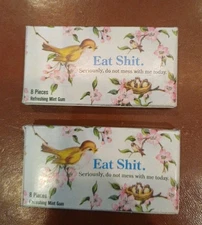 Eat Shit.
Seriously, do not mess with me today.
8 Pieces
Refreshing Mint Gum
Eat Shit.
Seriously, do not mess with me today.
8 Pieces
Refreshing Mint Gum